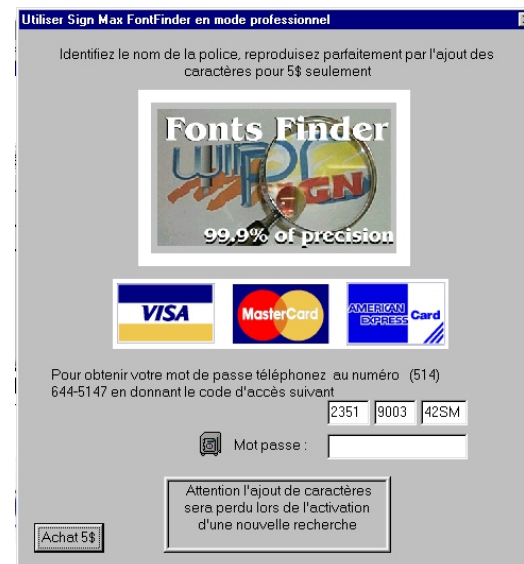 Utiliser Sign Max FontFinder en mode professionnel
Identifiez le nom de la police, reproduisez parfaitement par l'ajout des
caractères pour 5$ seulement
Fonts Finder
SIGN
99.9% of precision
VISA
MasterCard
AMERICAN
EXPRESS
Card
Pour obtenir votre mot de passe téléphonez au numéro (514)
644-5147 en donnant le code d'accès suivant
2351 9003 42SM
Mot passe :
Attention l'ajout de caractères
sera perdu lors de l'activation
d'une nouvelle recherche
Achat 5$